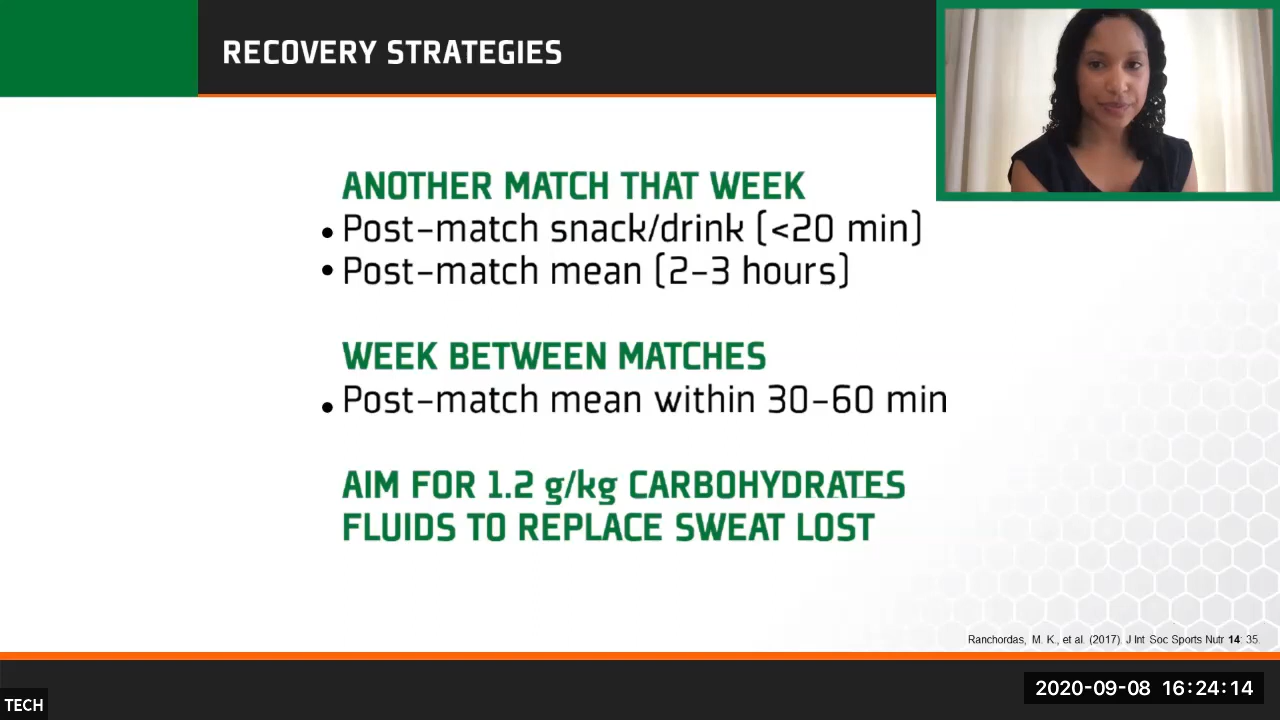 RECOVERY STRATEGIES
ANOTHER MATCH THAT WEEK
• Post-match snack/drink (<20 min)
• Post-match mean (2-3 hours)
WEEK BETWEEN MATCHES
• Post-match mean within 30-60 min
AIM FOR 1.2 g/kg CARBOHYDRATES
FLUIDS TO REPLACE SWEAT LOST
Ranchordas, M. K., et al. (2017). J Int Soc Sports Nutr 14: 35.
2020-09-08 16:24:14
TECH